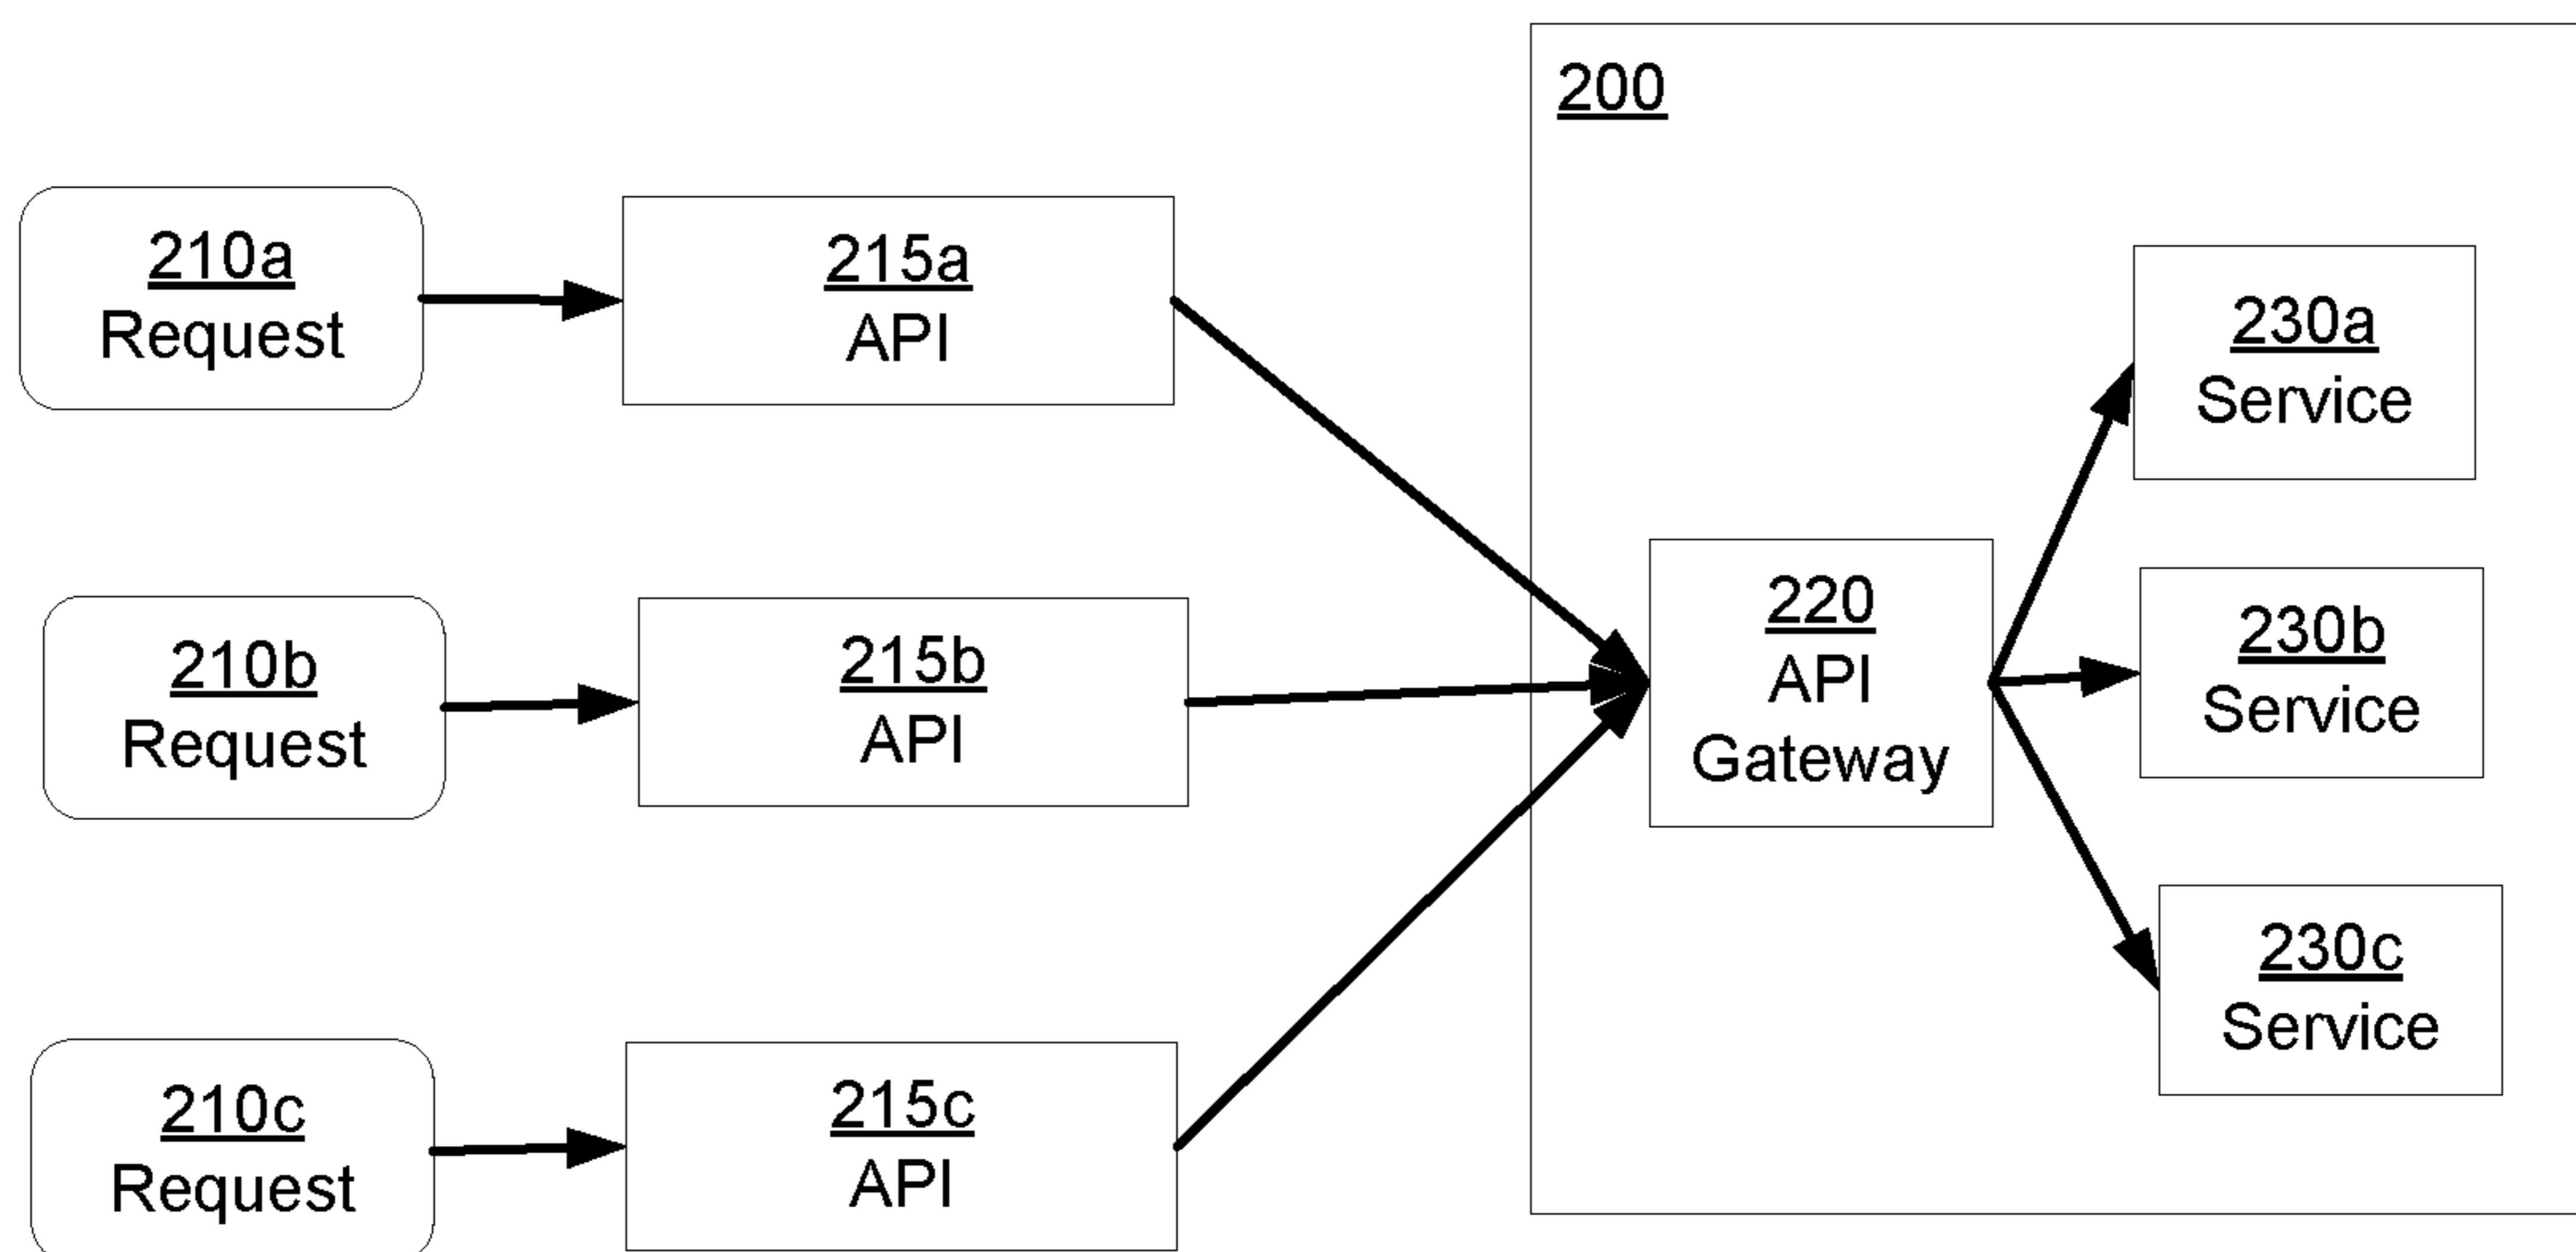 200
210a
Request
215a
API
230a
Service
210b
Request
215b
API
220
API
Gateway
230b
Service
210c
Request
215c
API
230c
Service